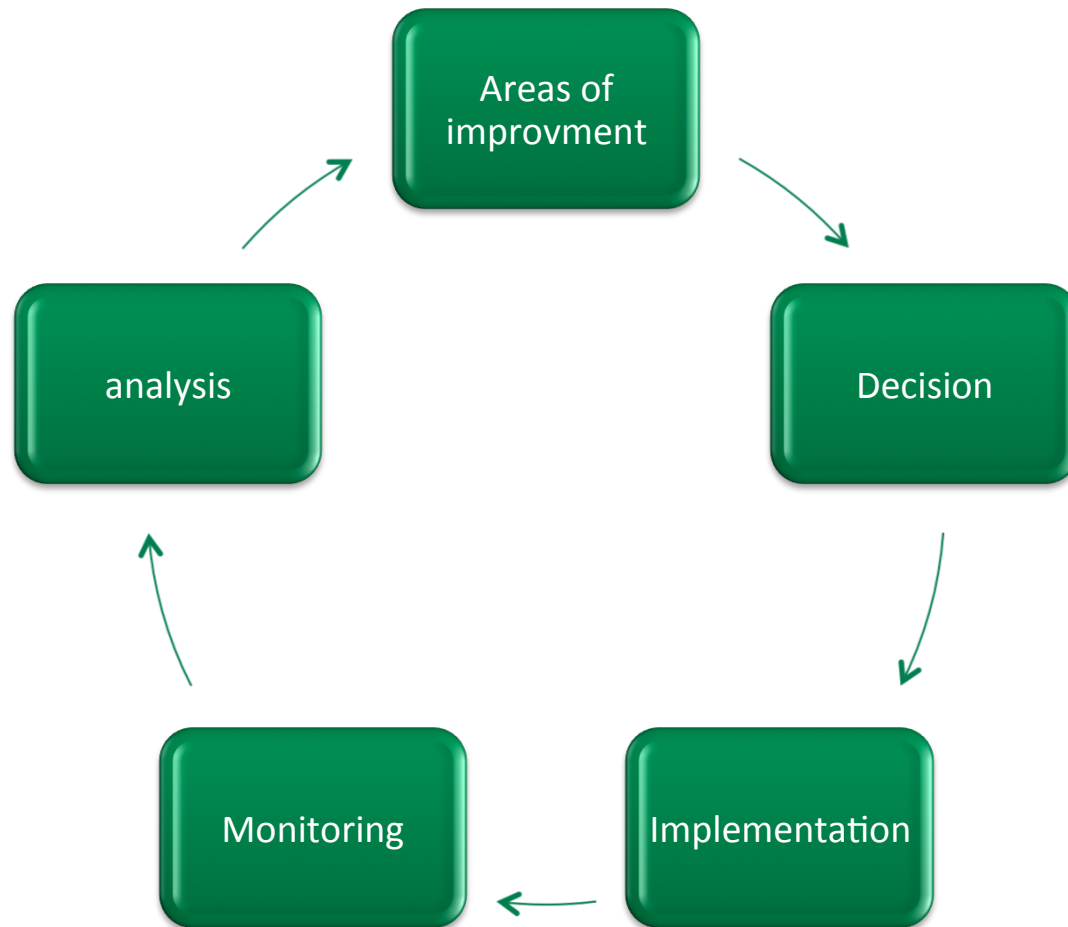 Areas of
improvment
Decision
Implementation
Monitoring
analysis